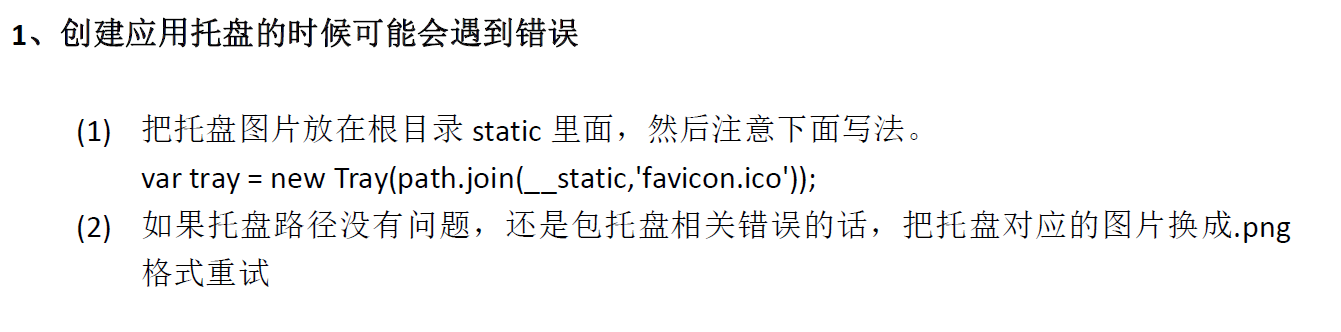 1、创建应用托盘的时候可能会遇到错误
(1) 把托盘图片放在根目录 static 里面，然后注意下面写法。
var tray = new Tray(path.join(__static,'favicon.ico'));
(2) 如果托盘路径没有问题，还是包托盘相关错误的话，把托盘对应的图片换成.png
格式重试